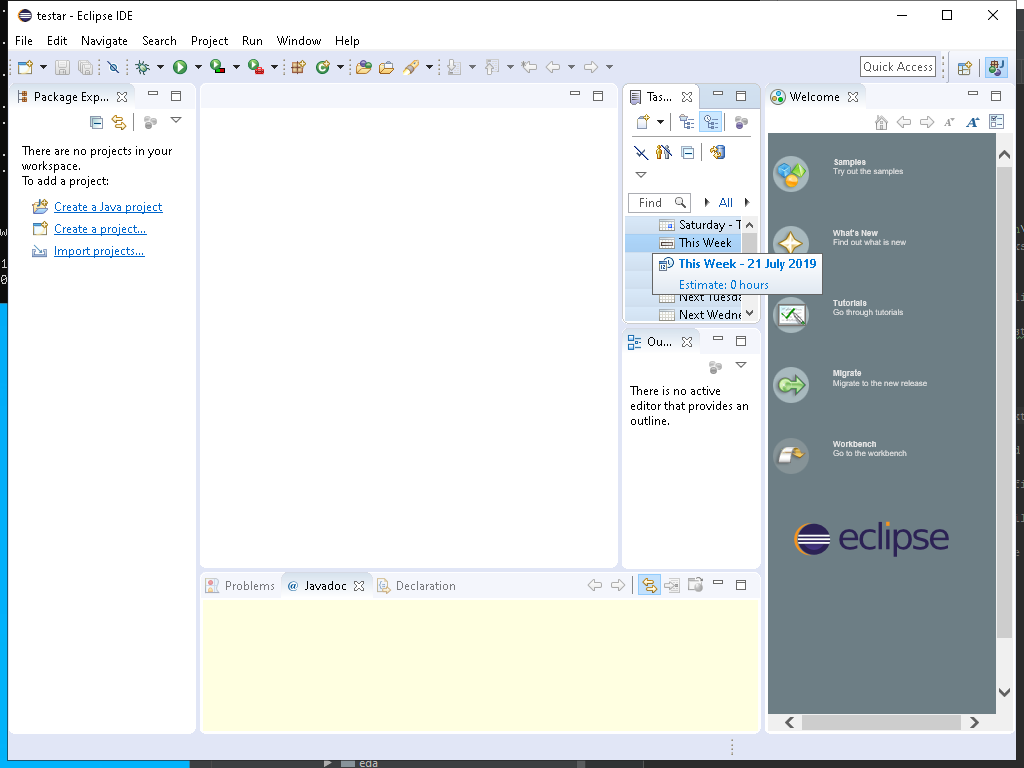 testar - Eclipse IDE
File Edit Navigate Search Project Run Window Help
Quick Access
Package Exp...
There are no projects in your
workspace.
To add a project:
Create a Java project
Create a project...
Import projects...
Tas...
Find
All
Saturday - T
This Week
This Week - 21 July 2019
Estimate: 0 hours
Next Tuesda
Next Wedne
Ou...
There is no active
editor that provides an
outline.
Welcome
Samples
Try out the samples
What's New
Find out what is new
Tutorials
Go through tutorials
Migrate
Migrate to the new release
Workbench
Go to the workbench
eclipse
Problems @ Javadoc Declaration
eda